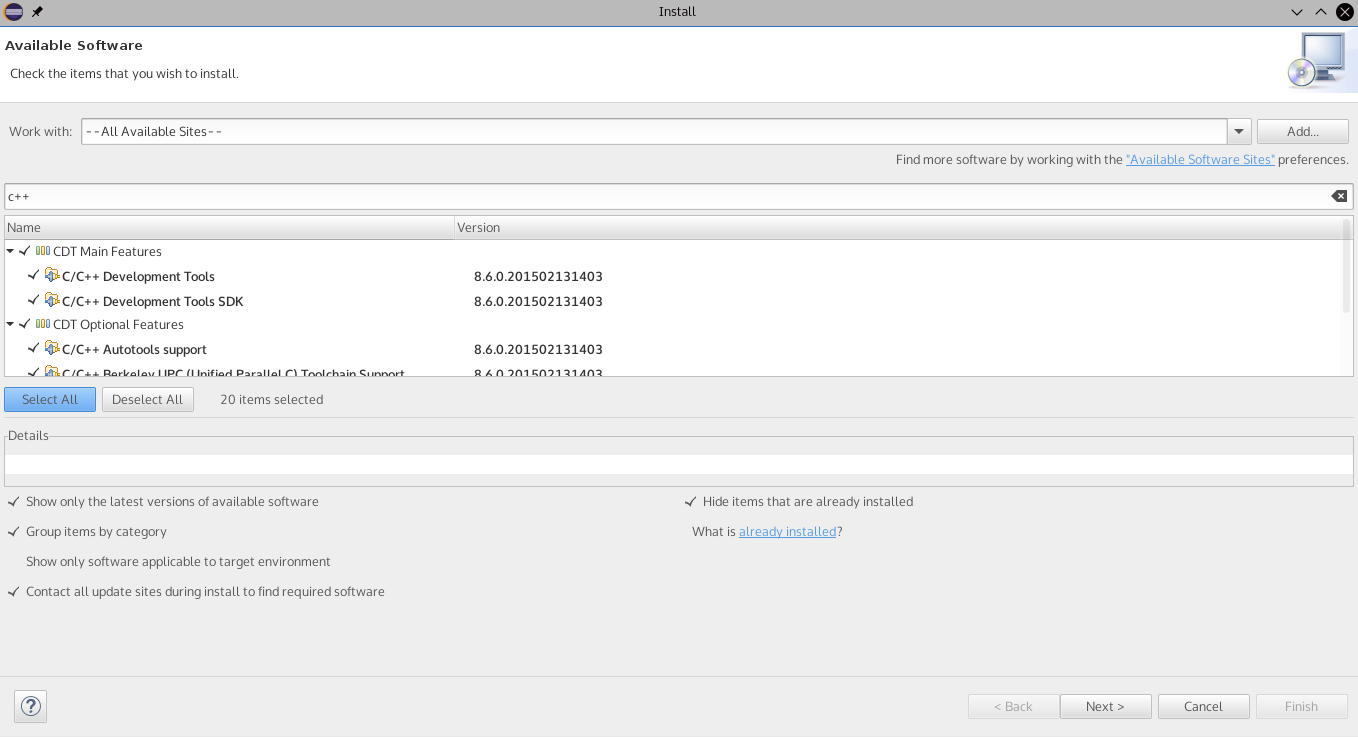 Install
Available Software
Check the items that you wish to install.
Work with: --All Available Sites-- Add...
Find more software by working with the "Available Software Sites" preferences.
c++
Name Version
CDT Main Features
C/C++ Development Tools 8.6.0.201502131403
C/C++ Development Tools SDK 8.6.0.201502131403
CDT Optional Features
C/C++ Autotools support 8.6.0.201502131403
C/C++ Berkeley UPC (Unified Parallel C) Toolchain Support 8.6.0.201502131403
Select All Deselect All 20 items selected
Details
Show only the latest versions of available software Hide items that are already installed
Group items by category What is already installed?
Show only software applicable to target environment
Contact all update sites during install to find required software
? < Back Next > Cancel Finish